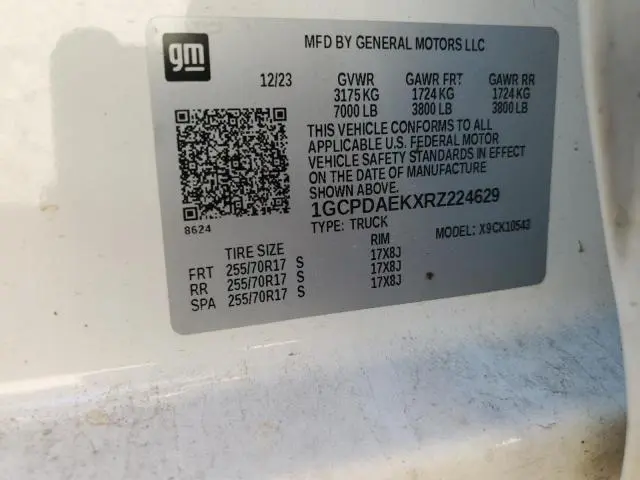 gm
MFD BY GENERAL MOTORS LLC
12/23 GVWR GAWR FRT GAWR RR
3175 KG 1724 KG 1724 KG
7000 LB 3800 LB 3800 LB
THIS VEHICLE CONFORMS TO ALL
APPLICABLE U.S. FEDERAL MOTOR
VEHICLE SAFETY STANDARDS IN EFFECT
ON THE DATE OF MANUFACTURE
SHOWN ABOVE.
1GCPDAEKXRZ224629
TYPE: TRUCK MODEL: X9CK10543
8624
TIRE SIZE RIM
FRT 255/70R17 S 17X8J
RR 255/70R17 S 17X8J
SPA 255/70R17 S 17X8J